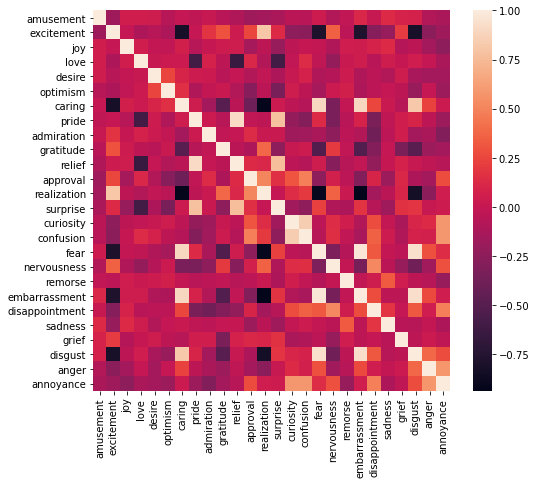 amusement
excitement
joy
love
desire
optimism
caring
pride
admiration
gratitude
relief
approval
realization
surprise
curiosity
confusion
fear
nervousness
remorse
embarrassment
disappointment
sadness
grief
disgust
anger
annoyance
amusement
excitement
joy
love
desire
optimism
caring
pride
admiration
gratitude
relief
approval
realization
surprise
curiosity
confusion
fear
nervousness
remorse
embarrassment
disappointment
sadness
grief
disgust
anger
annoyance
1.00
0.75
0.50
0.25
0.00
−0.25
−0.50
−0.75